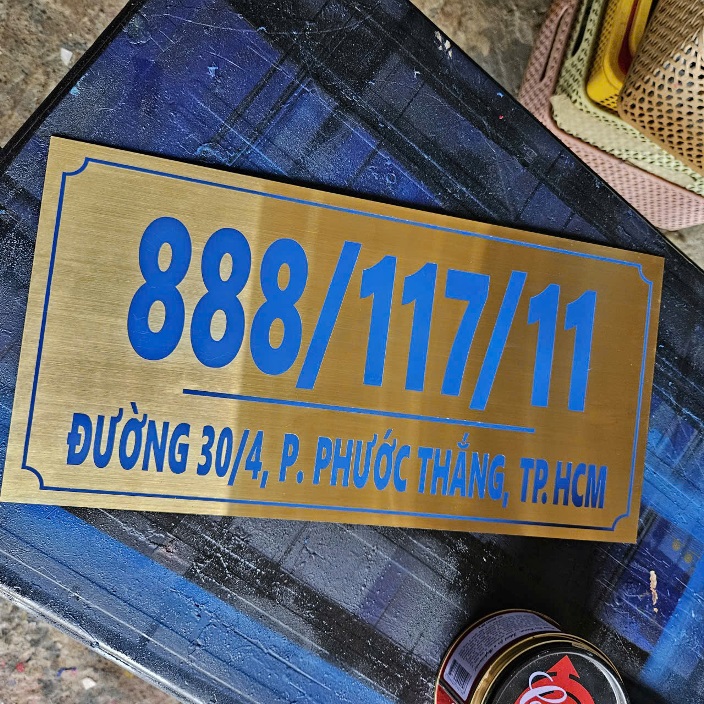 888/117/11
ĐƯỜNG 30/4, P. PHƯỚC THẮNG, TP. HCM